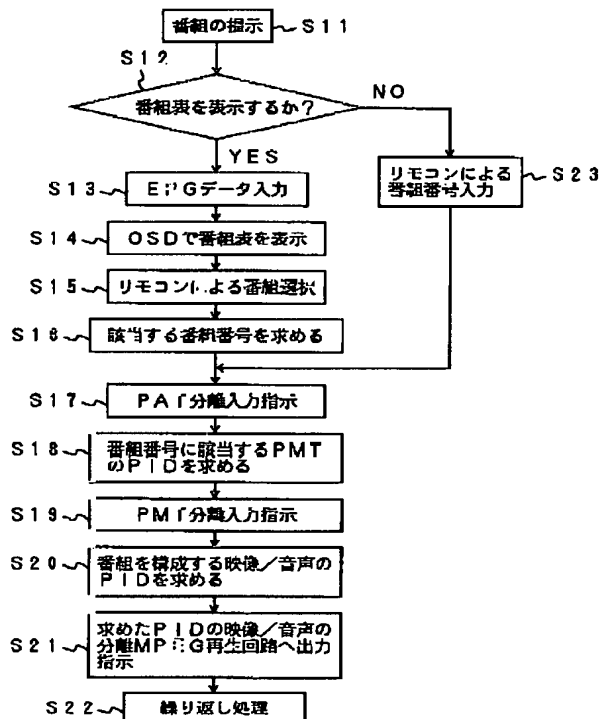 番組の提示
S11
S12
番組表を表示するか？
NO
YES
S13
EPGデータ入力
リモコンによる
番組番号入力
S23
S14
OSDで番組表を表示
S15
リモコンによる番組選択
S16
該当する番組番号を求める
S17
PAT分離入力指示
S18
番組番号に該当するPMT
のPIDを求める
S19
PMT分離入力指示
S20
番組を構成する映像／音声の
PIDを求める
S21
求めたPIDの映像／音声の
分離MPEG再生回路へ出力
指示
S22
繰り返し処理